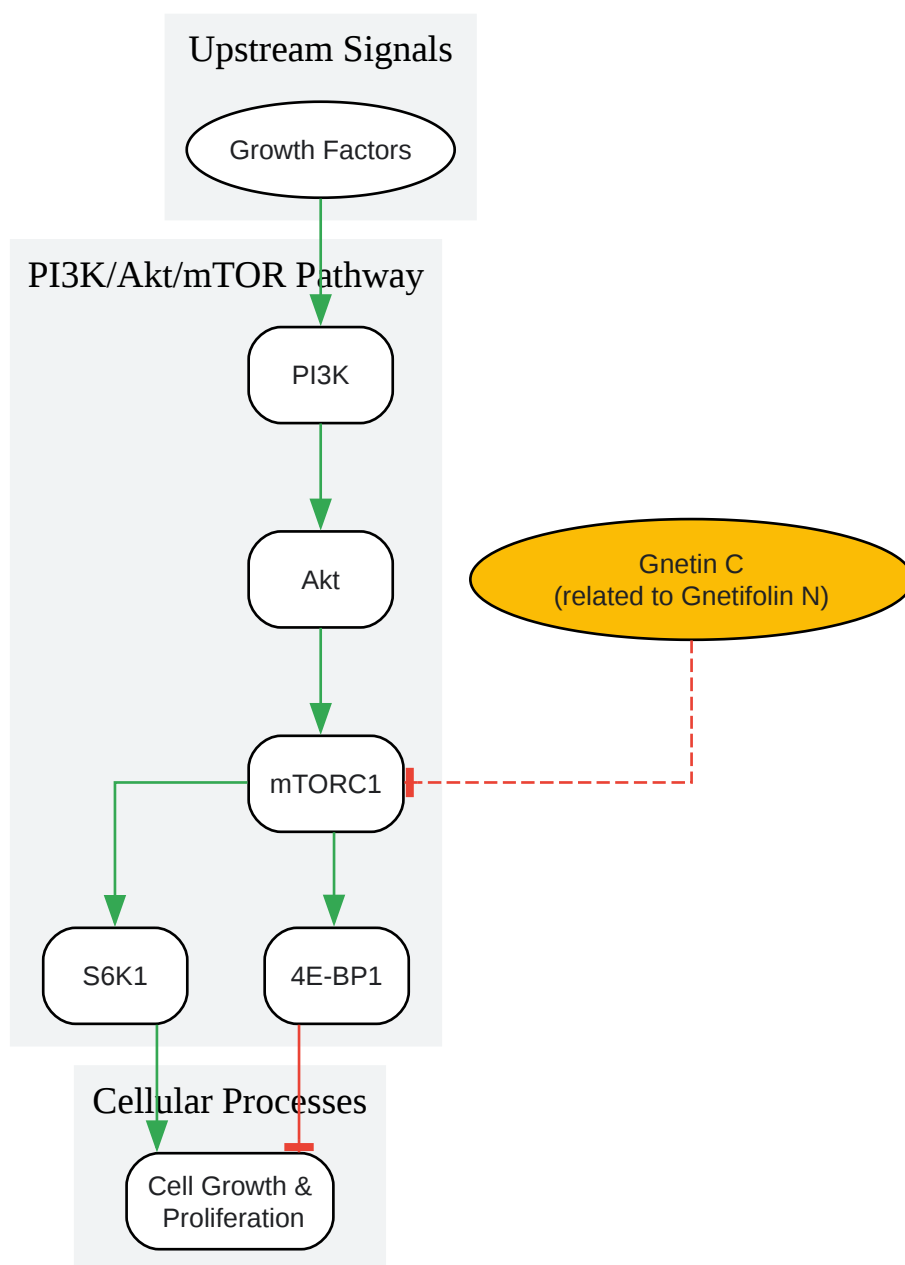 Upstream Signals
Growth Factors
PI3K/Akt/mTOR Pathway
PI3K
Akt
Gnetin C
(related to Gnetifolin N)
mTORC1
S6K1
4E-BP1
Cellular Processes
Cell Growth &
Proliferation